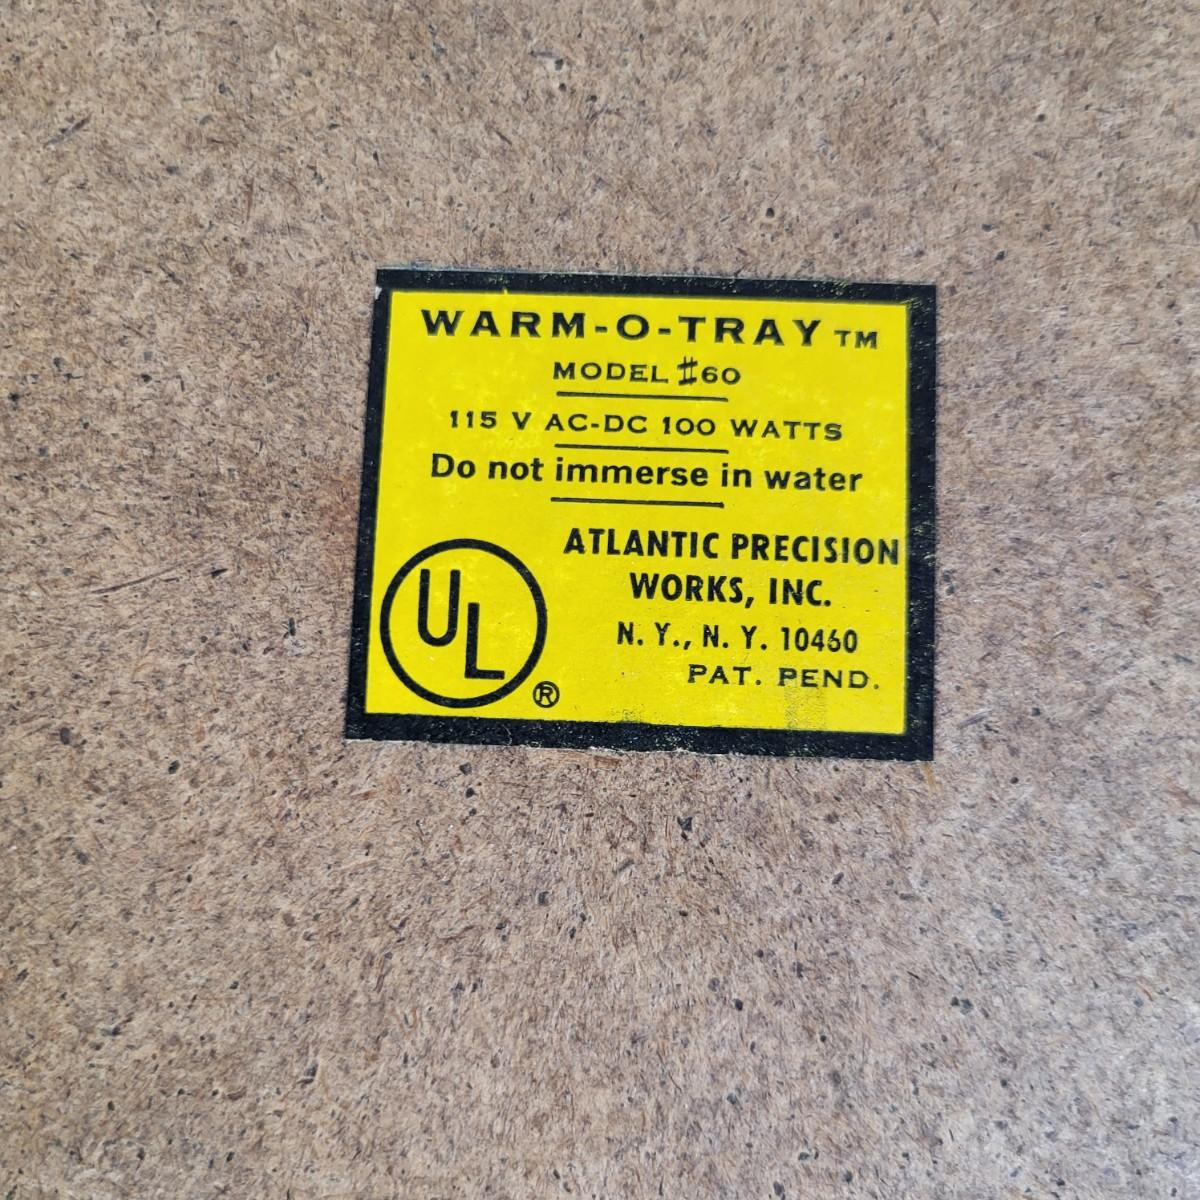 WARM-O-TRAY TM
MODEL #60
115 V AC-DC 100 WATTS
Do not immerse in water
ATLANTIC PRECISION
WORKS, INC.
N. Y., N. Y. 10460
PAT. PEND.
UL ®